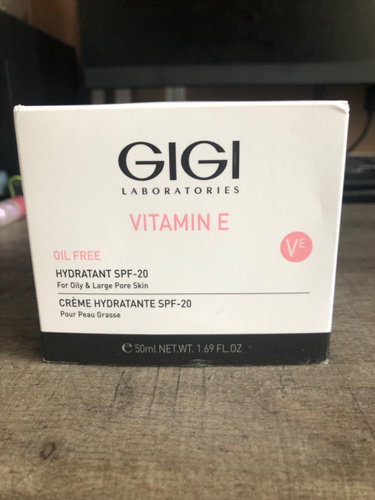 GIGI
LABORATORIES
VITAMIN E
OIL FREE
VE
HYDRATANT SPF-20
For Oily & Large Pore Skin
CRÈME HYDRATANTE SPF-20
Pour Peau Grasse
℮ 50ml NET.WT. 1.69 FL.OZ